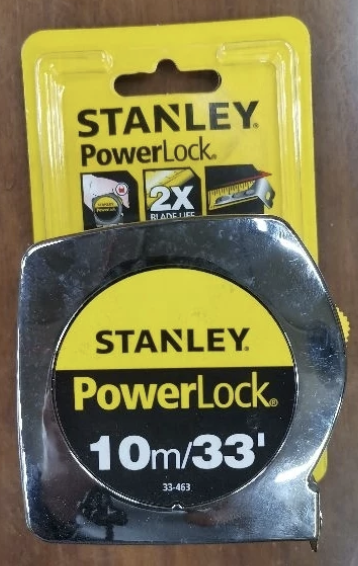 STANLEY®
PowerLock®
2X
BLADE LIFE
STANLEY®
PowerLock®
10m/33'
33-463